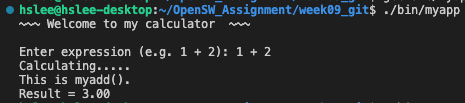 hslee@hslee-desktop:~/OpenSW_Assignment/week09_git$ ./bin/myapp
~~~ Welcome to my calculator  ~~~
Enter expression (e.g. 1 + 2): 1 + 2
Calculating.....
This is myadd().
Result = 3.00